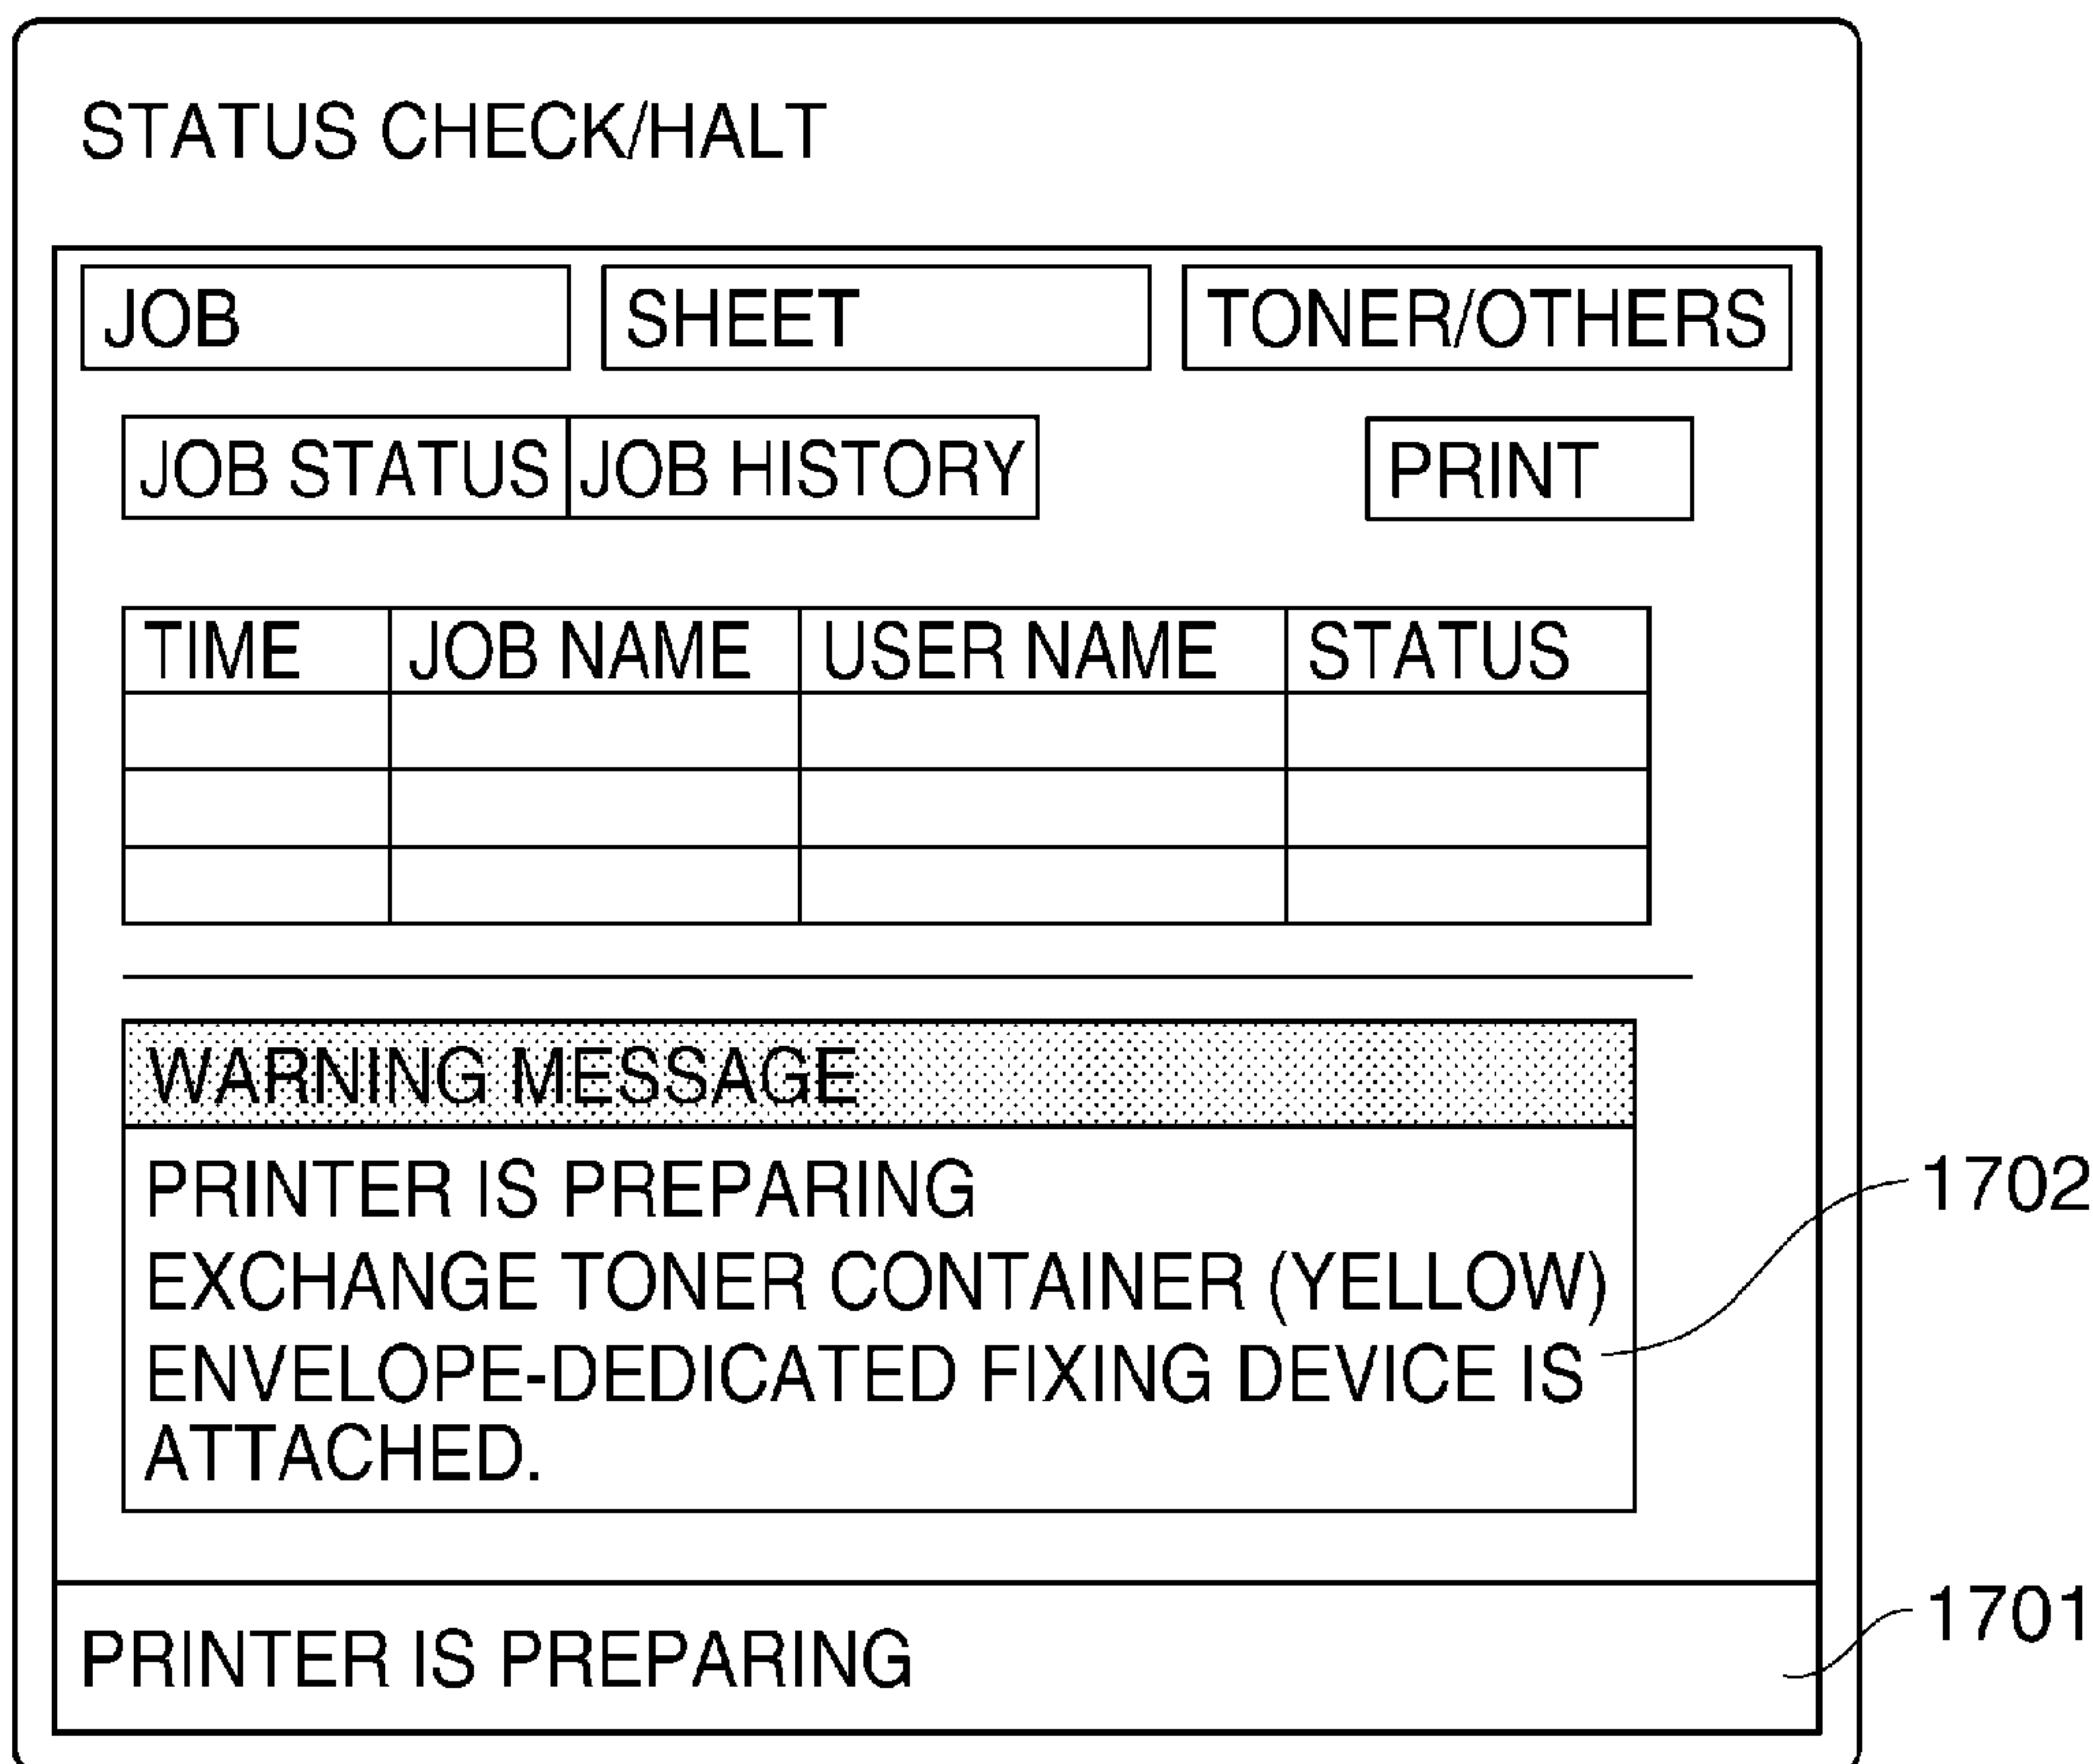 STATUS CHECK/HALT
JOB SHEET TONER/OTHERS
JOB STATUS JOB HISTORY PRINT
TIME JOB NAME USER NAME STATUS
WARNING MESSAGE
PRINTER IS PREPARING
EXCHANGE TONER CONTAINER (YELLOW)
ENVELOPE-DEDICATED FIXING DEVICE IS
ATTACHED.
1702
PRINTER IS PREPARING
1701